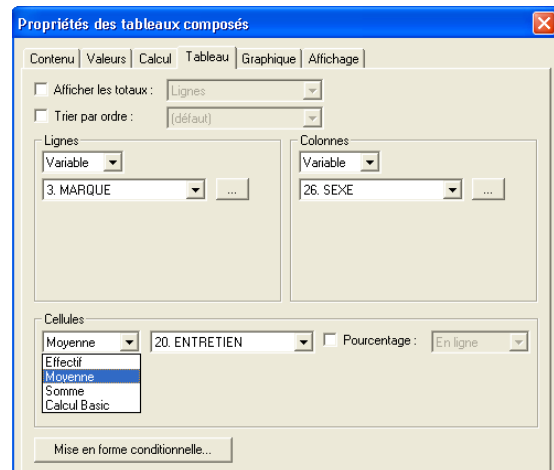 Propriétés des tableaux composés
Contenu Valeurs Calcul Tableau Graphique Affichage
Afficher les totaux : Lignes
Trier par ordre : (défaut)
Lignes Colonnes
Variable Variable
3. MARQUE ... 26. SEXE ...
Cellules
Moyenne 20. ENTRETIEN Pourcentage : En ligne
Effectif
Moyenne
Somme
Calcul Basic
Mise en forme conditionnelle...